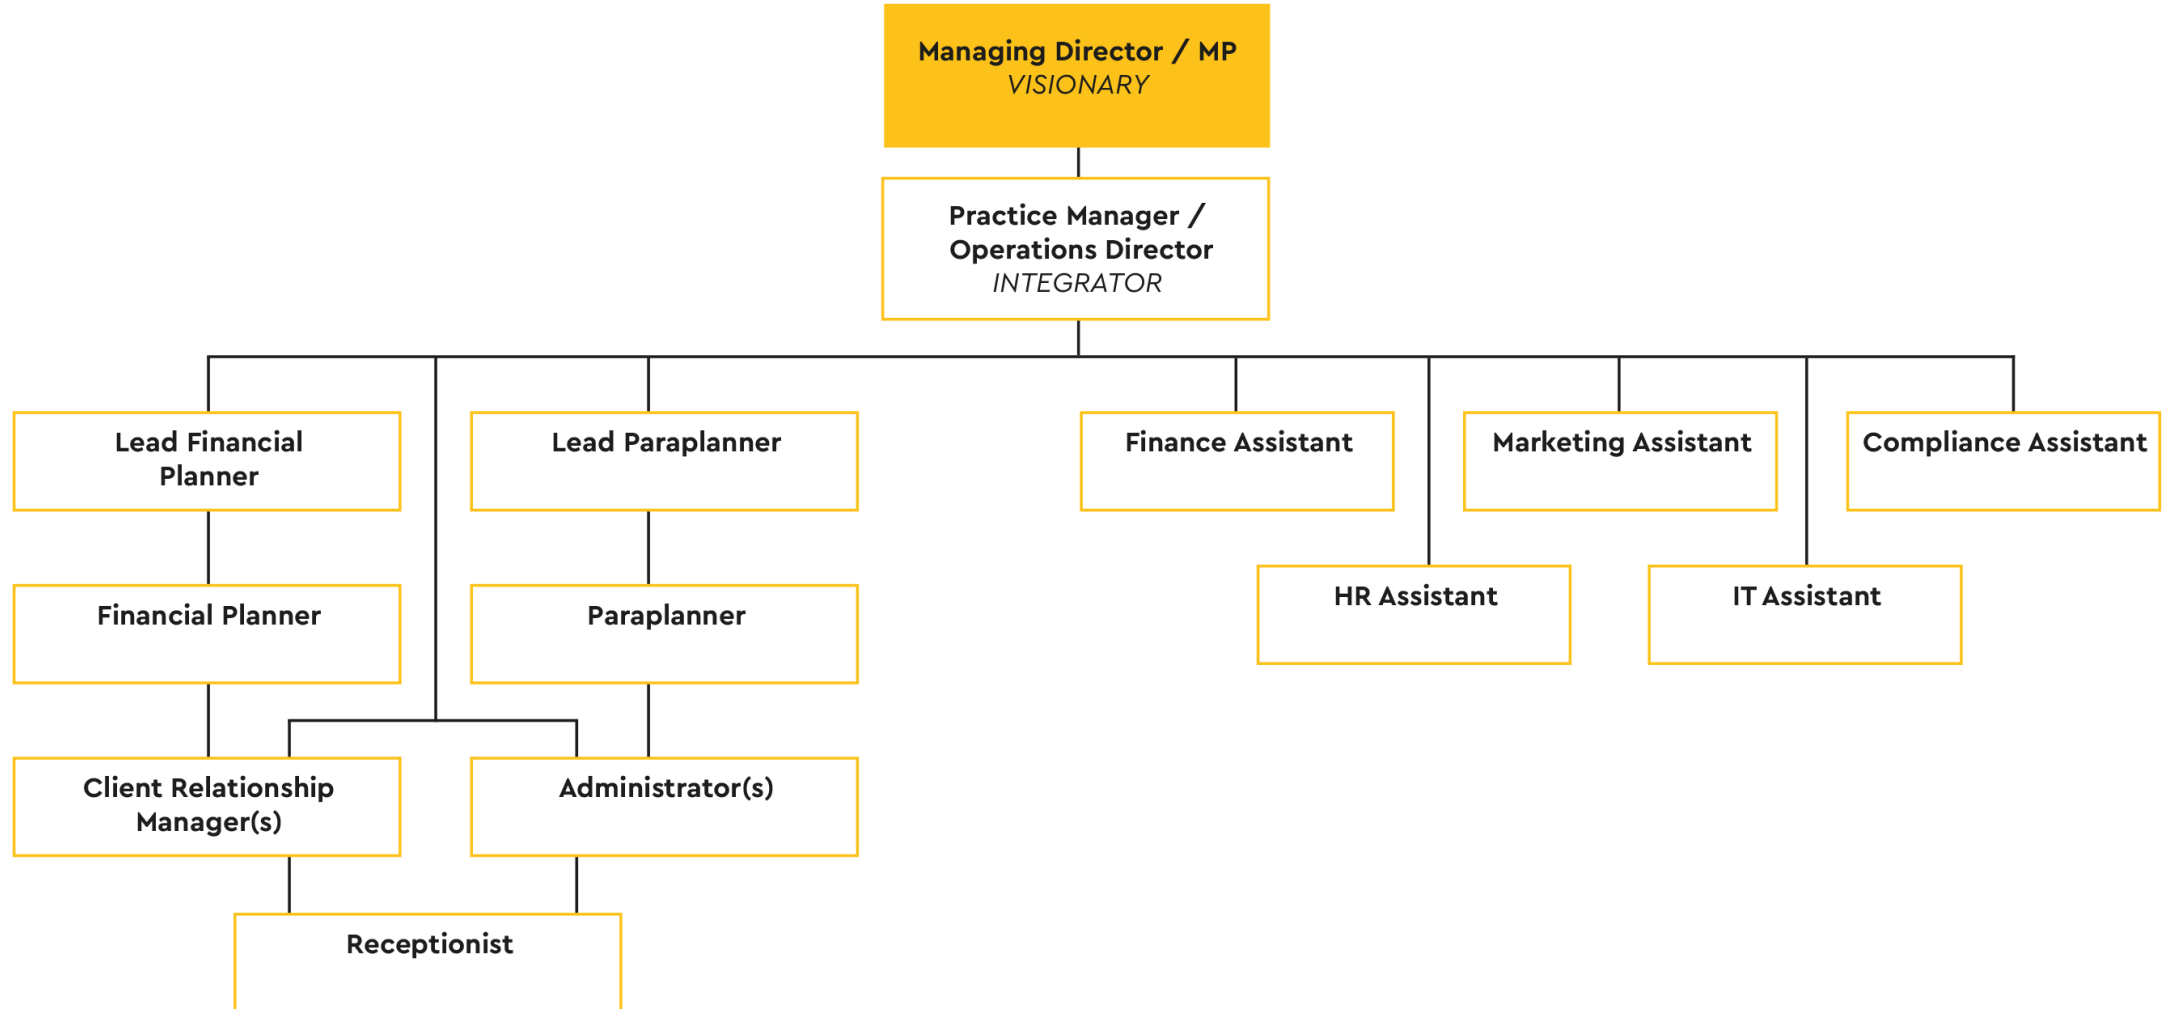 Managing Director / MP
VISIONARY
Practice Manager /
Operations Director
INTEGRATOR
Lead Financial
Planner
Lead Paraplanner
Finance Assistant
Marketing Assistant
Compliance Assistant
Financial Planner
Paraplanner
HR Assistant
IT Assistant
Client Relationship
Manager(s)
Administrator(s)
Receptionist